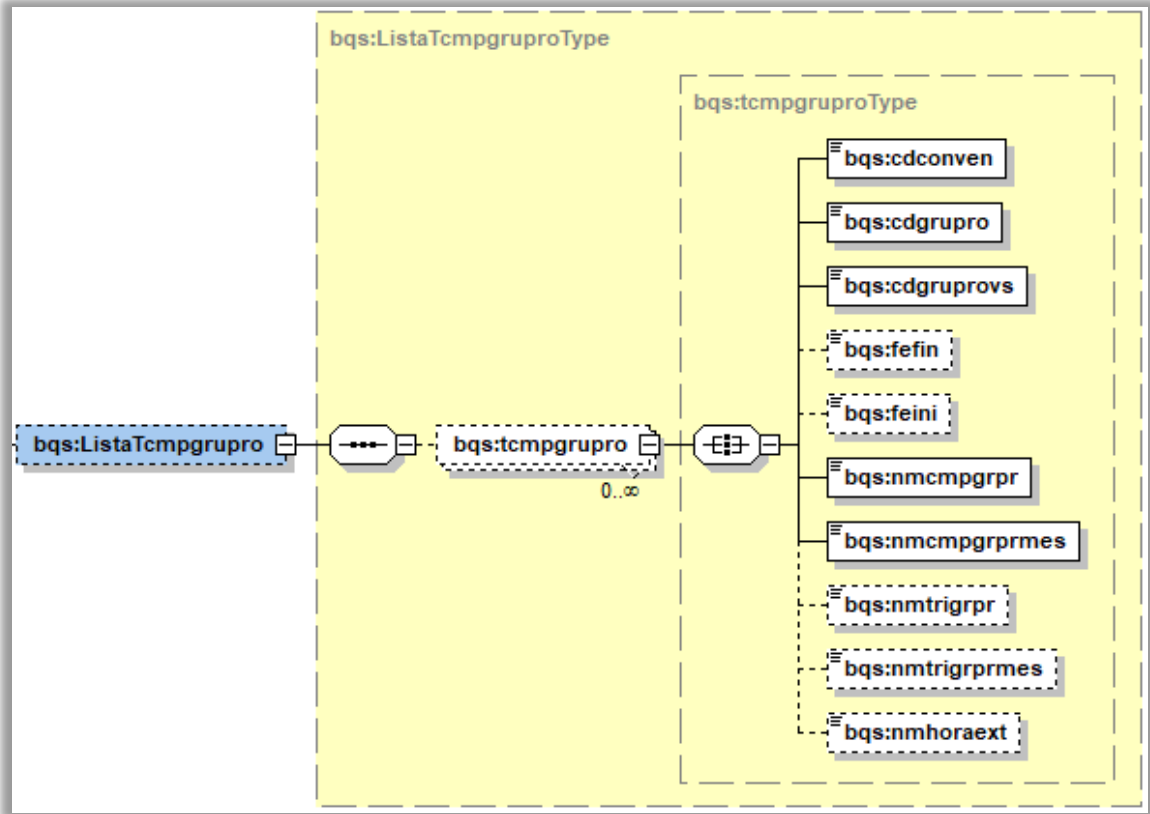 bqs:ListaTcmpgruproType
bqs:tcmpgruproType
bqs:cdconven
bqs:cdgrupro
bqs:cdgruprovs
bqs:fefin
bqs:feini
bqs:ListaTcmpgrupro
bqs:tcmpgrupro
0..∞
bqs:nmcmpgrpr
bqs:nmcmpgrprmes
bqs:nmtrigrpr
bqs:nmtrigrprmes
bqs:nmhoraext